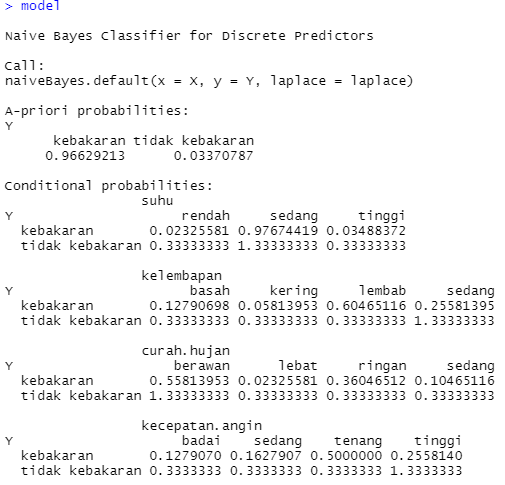 > model
Naive Bayes Classifier for Discrete Predictors
Call:
naiveBayes.default(x = X, y = Y, laplace = laplace)
A-priori probabilities:
Y
kebakaran tidak kebakaran
0.96629213 0.03370787
Conditional probabilities:
suhu
Y rendah sedang tinggi
kebakaran 0.02325581 0.97674419 0.03488372
tidak kebakaran 0.33333333 1.33333333 0.33333333
kelembapan
Y basah kering lembab sedang
kebakaran 0.12790698 0.05813953 0.60465116 0.25581395
tidak kebakaran 0.33333333 0.33333333 0.33333333 1.33333333
curah.hujan
Y berawan lebat ringan sedang
kebakaran 0.55813953 0.02325581 0.36046512 0.10465116
tidak kebakaran 1.33333333 0.33333333 0.33333333 0.33333333
kecepatan.angin
Y badai sedang tenang tinggi
kebakaran 0.1279070 0.1627907 0.5000000 0.2558140
tidak kebakaran 0.3333333 0.3333333 0.3333333 1.3333333